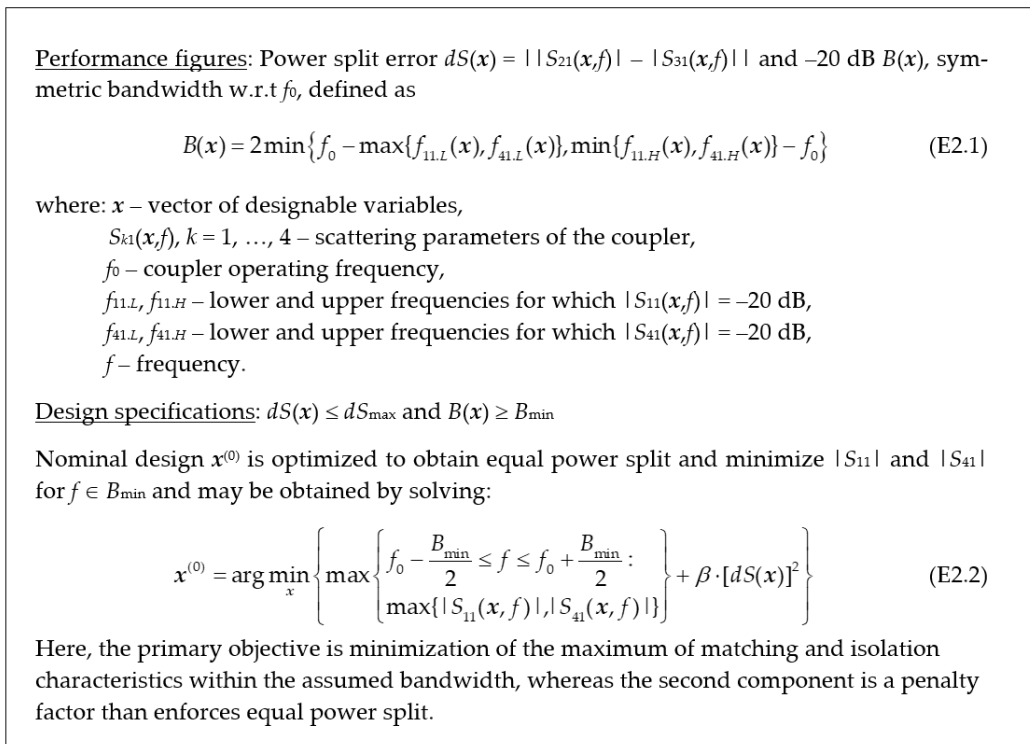 Performance figures: Power split error dS(x) = ||S21(x,f)| – |S31(x,f)|| and –20 dB B(x), sym-
metric bandwidth w.r.t f0, defined as
B(x) = 2min{f0 – max{f11.L(x), f41.L(x)}, min{f11.H(x), f41.H(x)} – f0} (E2.1)
where: x – vector of designable variables,
Sk1(x,f), k = 1, …, 4 – scattering parameters of the coupler,
f0 – coupler operating frequency,
f11.L, f11.H – lower and upper frequencies for which |S11(x,f)| = –20 dB,
f41.L, f41.H – lower and upper frequencies for which |S41(x,f)| = –20 dB,
f – frequency.
Design specifications: dS(x) ≤ dSmax and B(x) ≥ Bmin
Nominal design x(0) is optimized to obtain equal power split and minimize |S11| and |S41|
for f ∈ Bmin and may be obtained by solving:
x(0) = arg min x {max{f0 – Bmin/2 ≤ f ≤ f0 + Bmin/2 : max{|S11(x, f)|,|S41(x, f)|}} + β·[dS(x)]2} (E2.2)
Here, the primary objective is minimization of the maximum of matching and isolation
characteristics within the assumed bandwidth, whereas the second component is a penalty
factor than enforces equal power split.